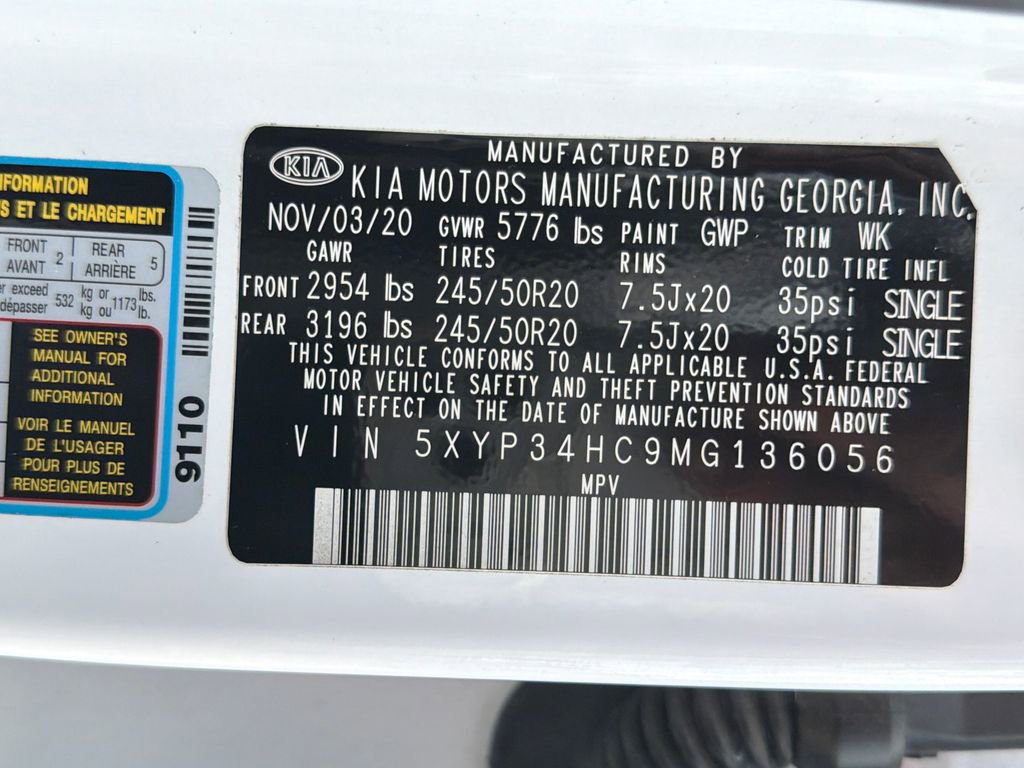 NFORMATION
S ET LE CHARGEMENT
FRONT 2 REAR 5
AVANT ARRIÈRE
er exceed 532 kg or 1173 lbs.
dépasser kg ou lb.
SEE OWNER'S
MANUAL FOR
ADDITIONAL
INFORMATION
VOIR LE MANUEL
DE L'USAGER
POUR PLUS DE
RENSEIGNEMENTS
9110
KIA
MANUFACTURED BY
KIA MOTORS MANUFACTURING GEORGIA, INC.
NOV/03/20 GVWR 5776 lbs PAINT GWP TRIM WK
GAWR TIRES RIMS COLD TIRE INFL
FRONT 2954 lbs 245/50R20 7.5Jx20 35psi SINGLE
REAR 3196 lbs 245/50R20 7.5Jx20 35psi SINGLE
THIS VEHICLE CONFORMS TO ALL APPLICABLE U.S.A. FEDERAL
MOTOR VEHICLE SAFETY AND THEFT PREVENTION STANDARDS
IN EFFECT ON THE DATE OF MANUFACTURE SHOWN ABOVE
VIN 5XYP34HC9MG136056
MPV